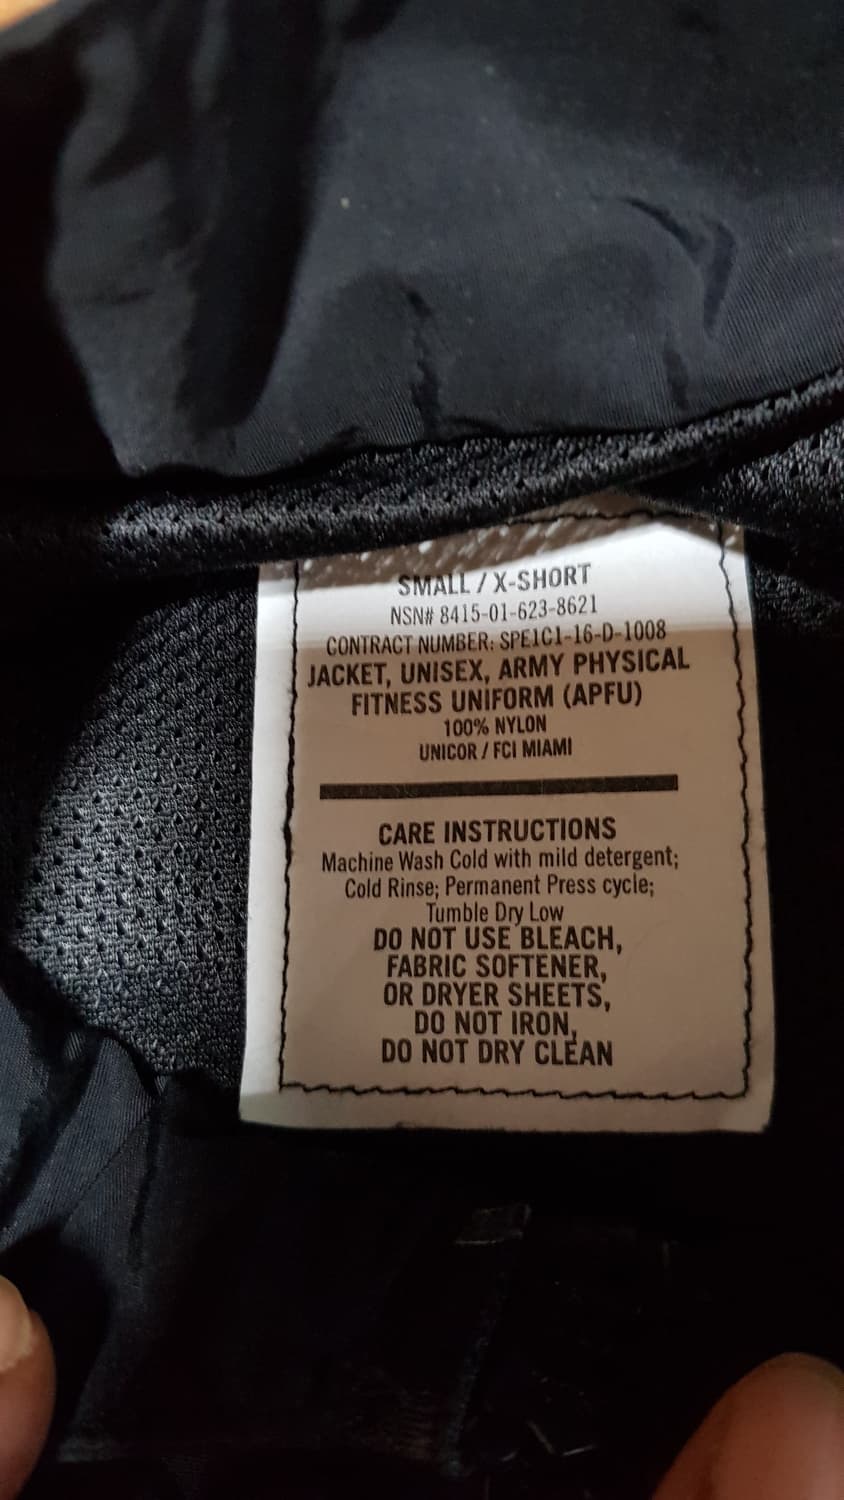 SMALL / X-SHORT
NSN# 8415-01-623-8621
CONTRACT NUMBER: SPE1C1-16-D-1008
JACKET, UNISEX, ARMY PHYSICAL
FITNESS UNIFORM (APFU)
100% NYLON
UNICOR / FCI MIAMI
CARE INSTRUCTIONS
Machine Wash Cold with mild detergent;
Cold Rinse; Permanent Press cycle;
Tumble Dry Low
DO NOT USE BLEACH,
FABRIC SOFTENER,
OR DRYER SHEETS,
DO NOT IRON,
DO NOT DRY CLEAN